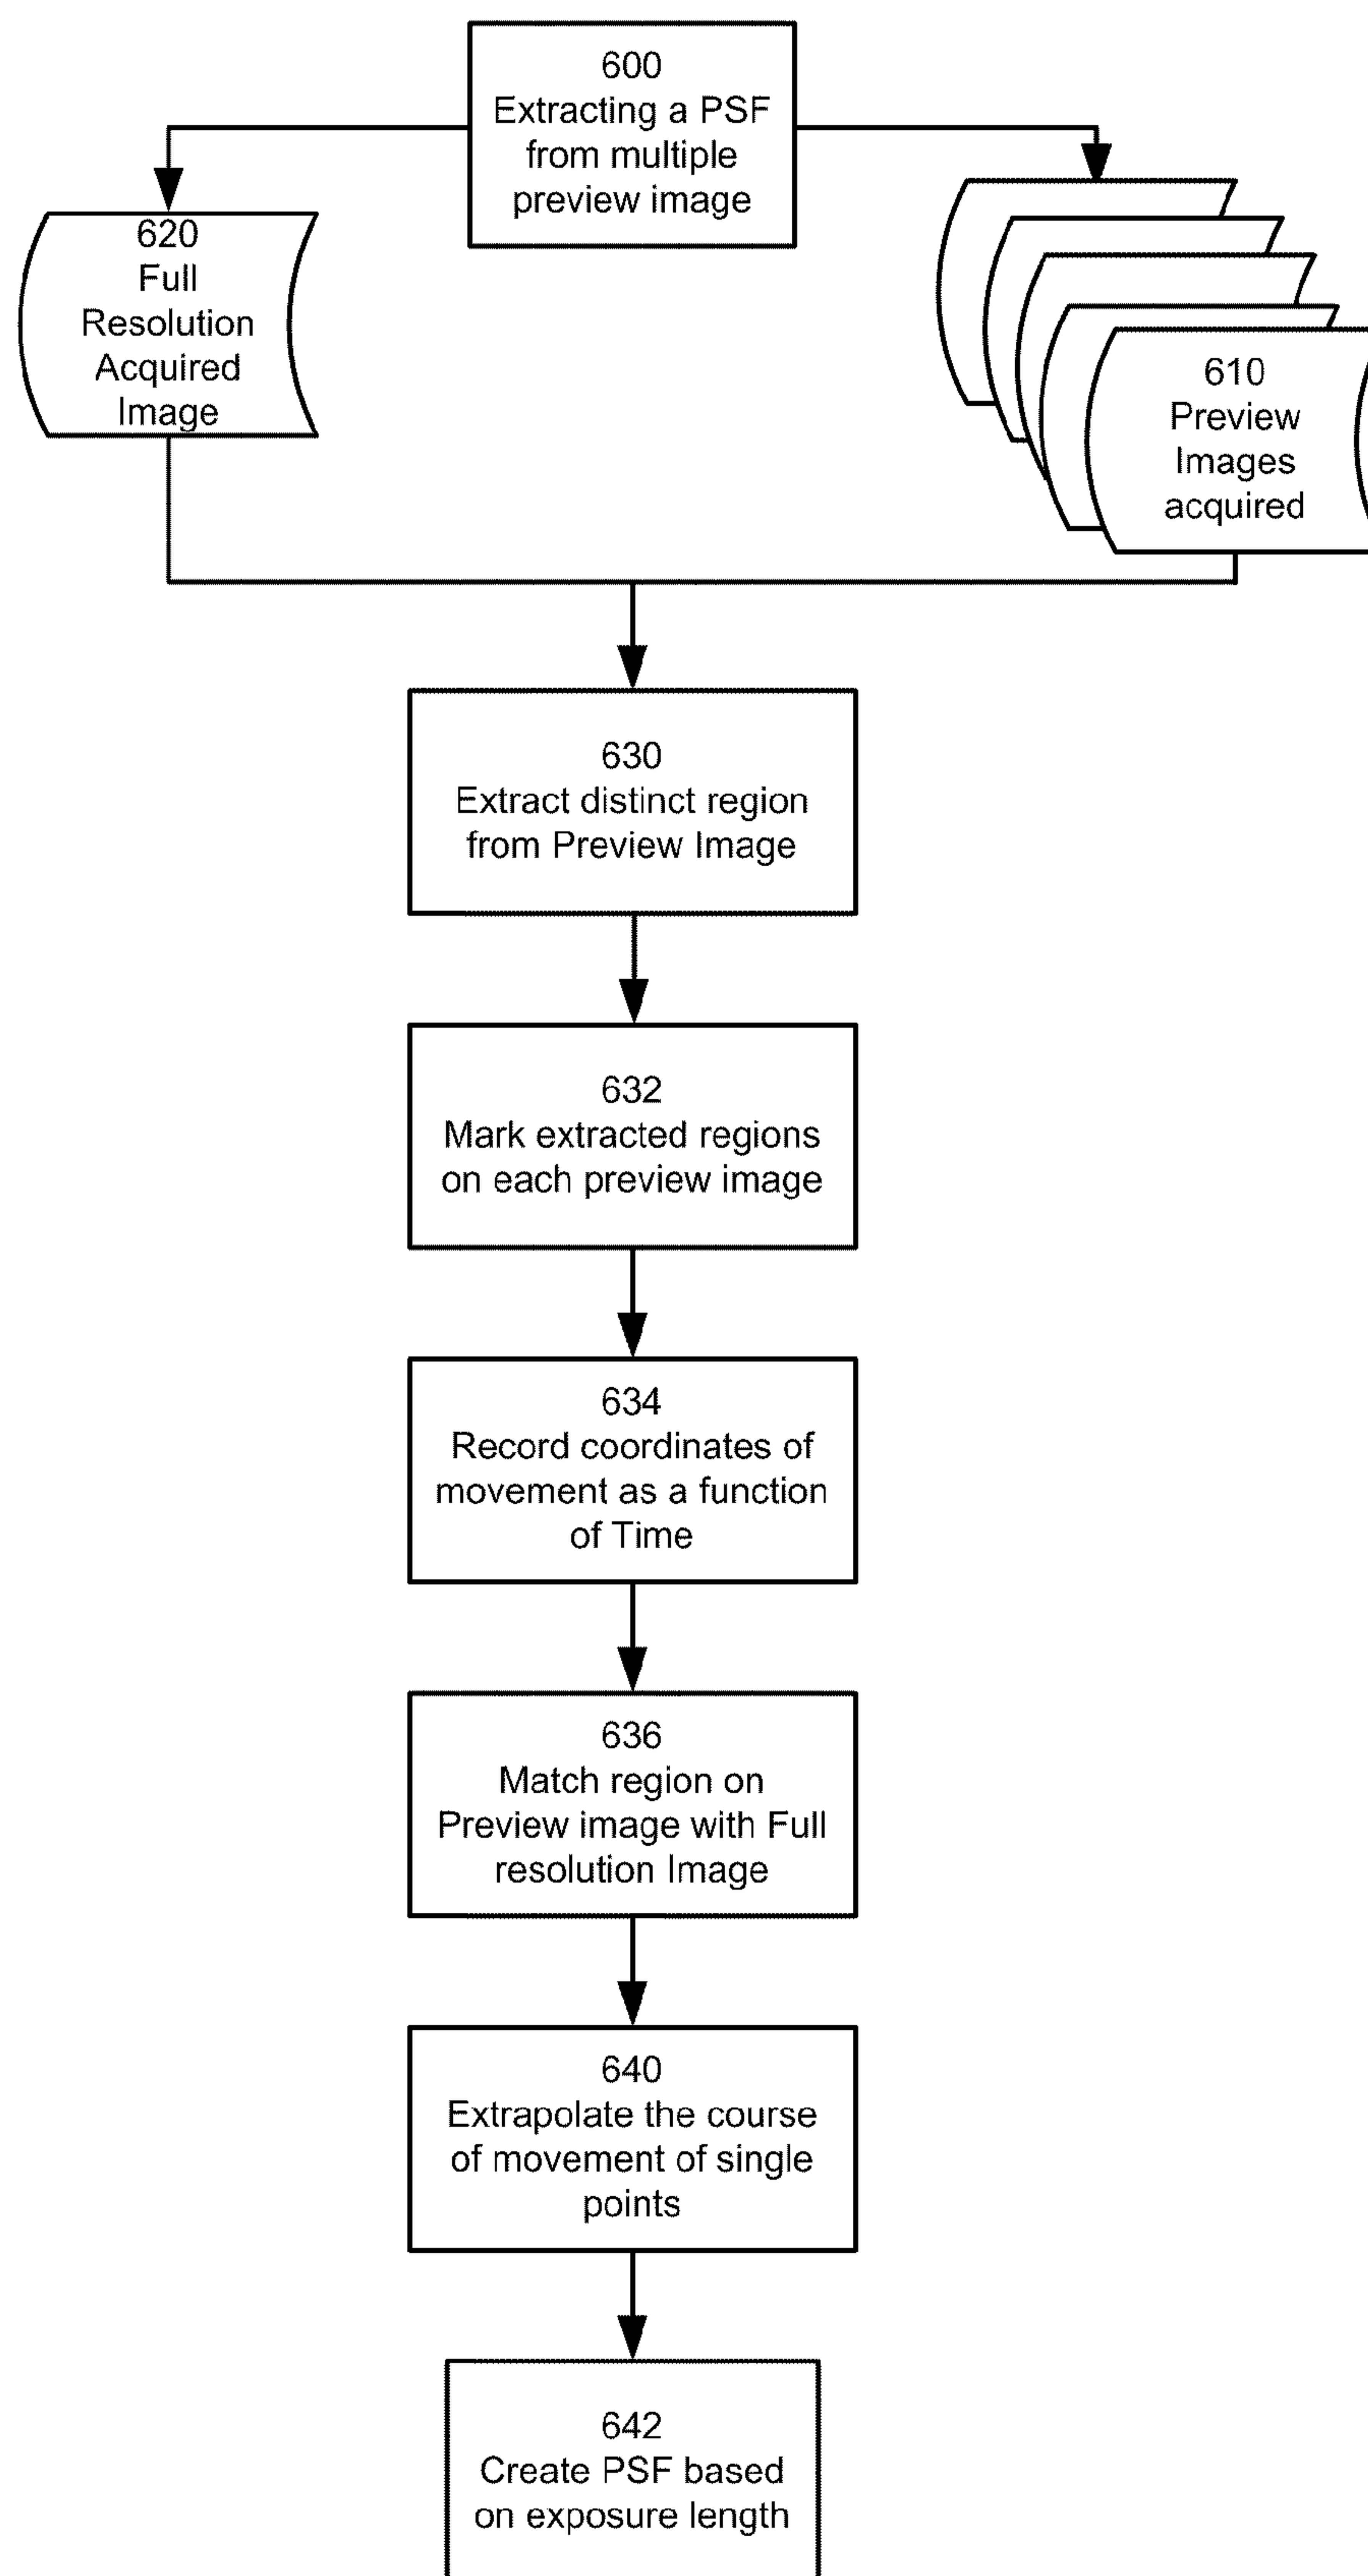 600
Extracting a PSF
from multiple
preview image
620
Full
Resolution
Acquired
Image
610
Preview
Images
acquired
630
Extract distinct region
from Preview Image
632
Mark extracted regions
on each preview image
634
Record coordinates of
movement as a function
of Time
636
Match region on
Preview image with Full
resolution Image
640
Extrapolate the course
of movement of single
points
642
Create PSF based
on exposure length